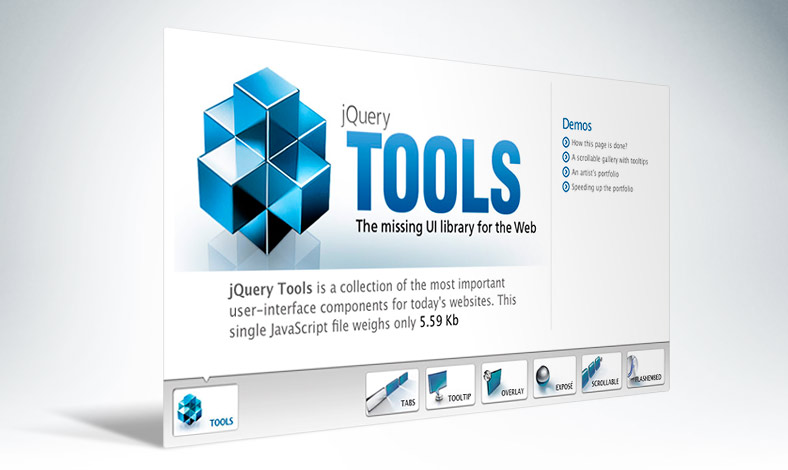 jQuery
TOOLS
The missing UI library for the Web
jQuery Tools is a collection of the most important
user-interface components for today's websites. This
single JavaScript file weighs only 5.59 Kb
Demos
How this page is done?
A scrollable gallery with tooltips
An artist's portfolio
Speeding up the portfolio
TOOLS
TABS
TOOLTIP
OVERLAY
EXPOSÉ
SCROLLABLE
FLASHEMBED